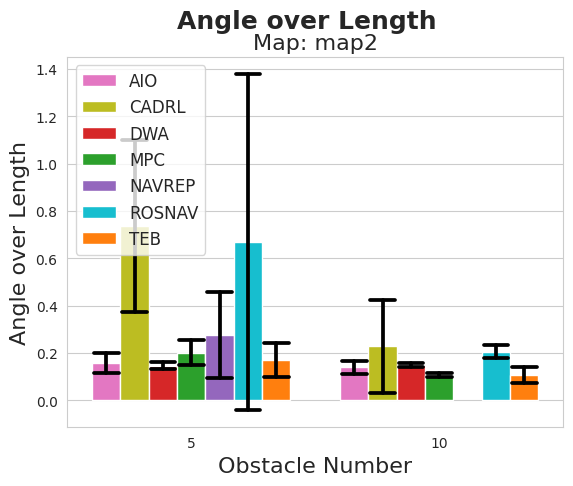 Angle over Length
Map: map2
Angle over Length
1.4
1.2
1.0
0.8
0.6
0.4
0.2
0.0
AIO
CADRL
DWA
MPC
NAVREP
ROSNAV
TEB
5
10
Obstacle Number